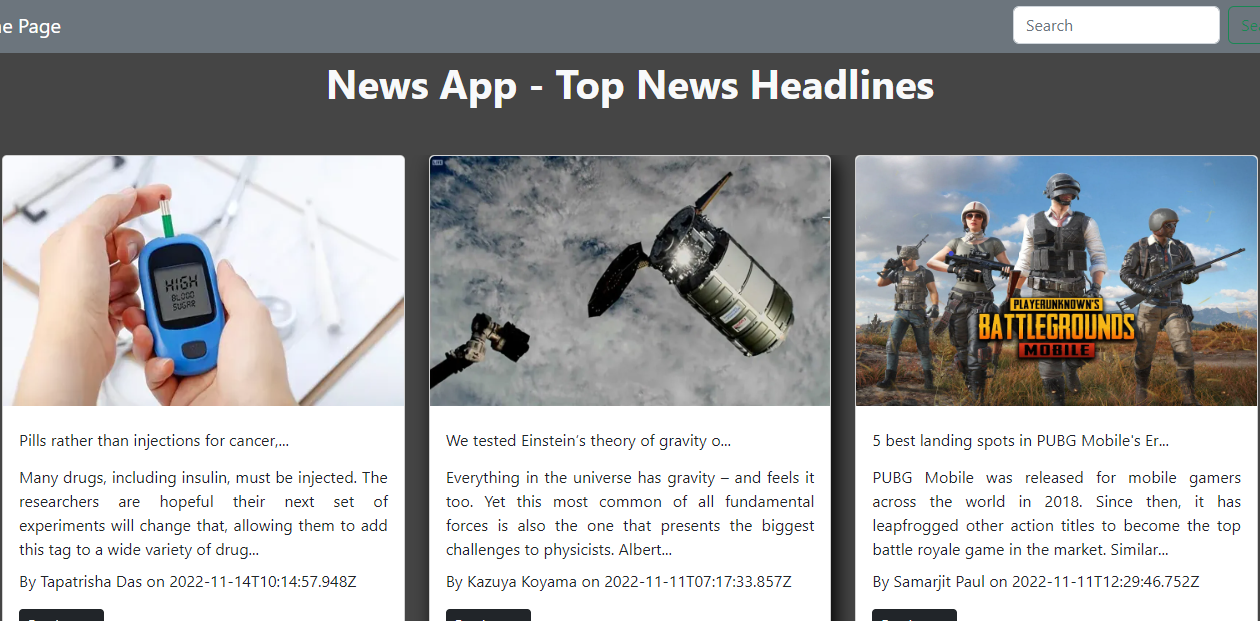 Page
Search
News App - Top News Headlines
HIGH
BLOOD
SUGAR
PLAYERUNKNOWN'S
BATTLEGROUNDS
MOBILE
Pills rather than injections for cancer,...
Many drugs, including insulin, must be injected. The
researchers are hopeful their next set of
experiments will change that, allowing them to add
this tag to a wide variety of drug...
By Tapatrisha Das on 2022-11-14T10:14:57.948Z
We tested Einstein’s theory of gravity o...
Everything in the universe has gravity – and feels it
too. Yet this most common of all fundamental
forces is also the one that presents the biggest
challenges to physicists. Albert...
By Kazuya Koyama on 2022-11-11T07:17:33.857Z
5 best landing spots in PUBG Mobile's Er...
PUBG Mobile was released for mobile gamers
across the world in 2018. Since then, it has
leapfrogged other action titles to become the top
battle royale game in the market. Similar...
By Samarjit Paul on 2022-11-11T12:29:46.752Z